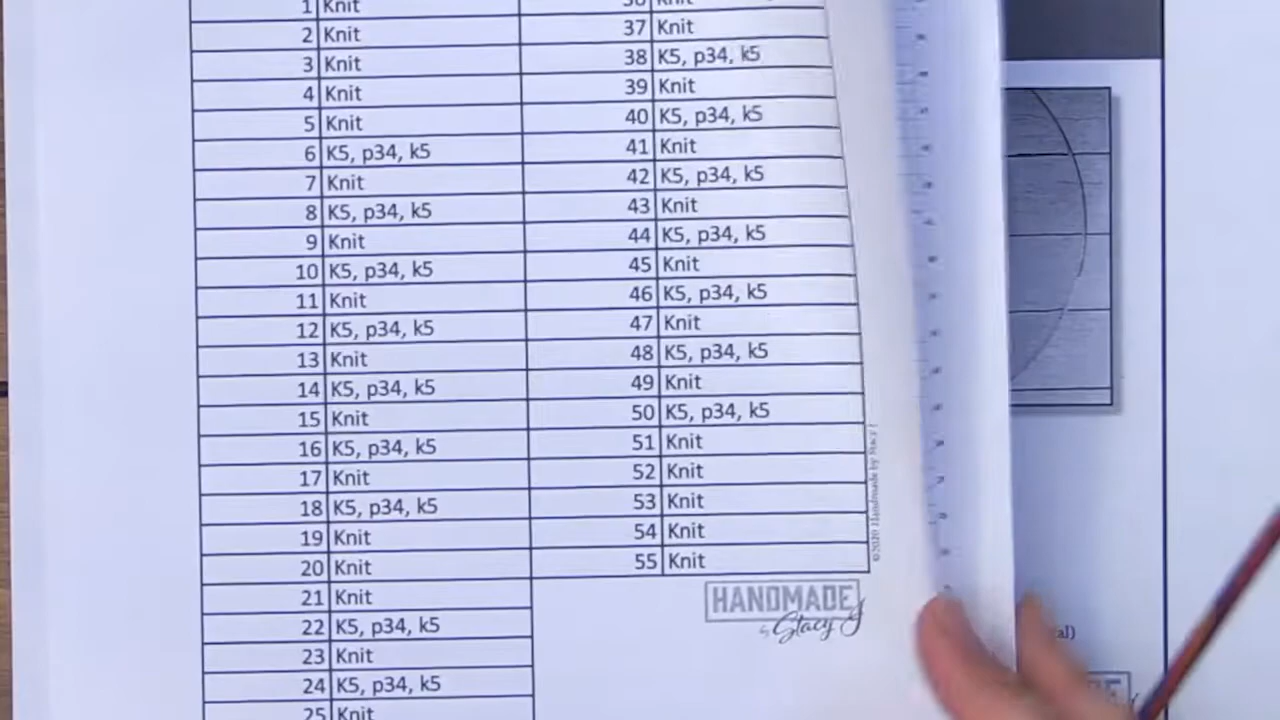 1 Knit
2 Knit
3 Knit
4 Knit
5 Knit
6 K5, p34, k5
7 Knit
8 K5, p34, k5
9 Knit
10 K5, p34, k5
11 Knit
12 K5, p34, k5
13 Knit
14 K5, p34, k5
15 Knit
16 K5, p34, k5
17 Knit
18 K5, p34, k5
19 Knit
20 Knit
21 Knit
22 K5, p34, k5
23 Knit
24 K5, p34, k5
25 Knit
36 Knit
37 Knit
38 K5, p34, k5
39 Knit
40 K5, p34, k5
41 Knit
42 K5, p34, k5
43 Knit
44 K5, p34, k5
45 Knit
46 K5, p34, k5
47 Knit
48 K5, p34, k5
49 Knit
50 K5, p34, k5
51 Knit
52 Knit
53 Knit
54 Knit
55 Knit
©2020 Handmade by Stacy J
HANDMADE
by Stacy J